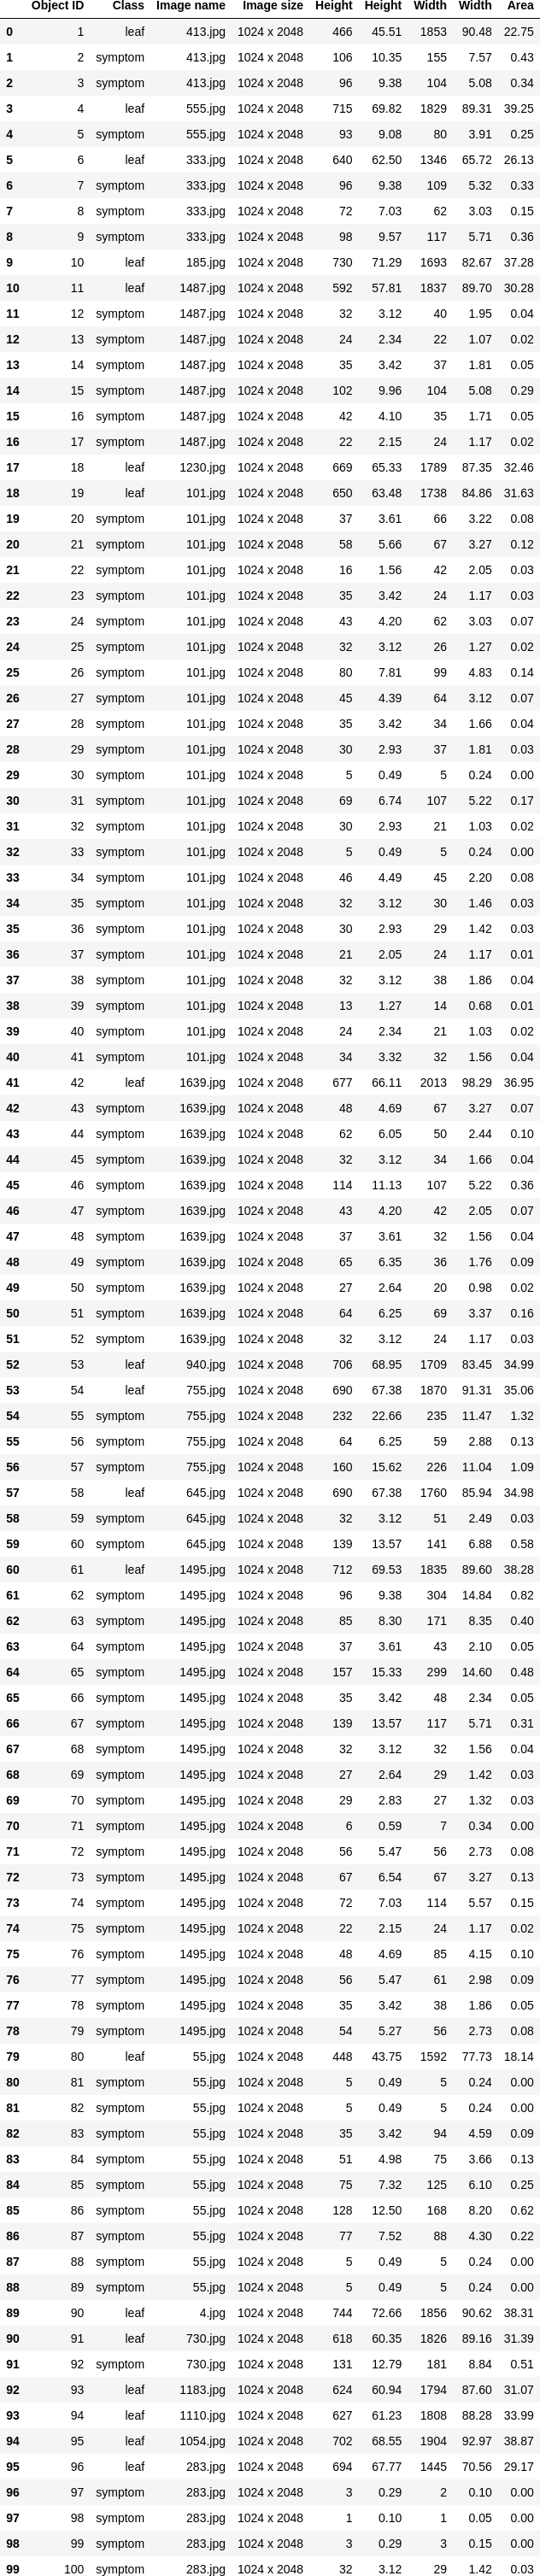 Object ID Class Image name Image size Height Height Width Width Area
0 1 leaf 413.jpg 1024 x 2048 466 45.51 1853 90.48 22.75
1 2 symptom 413.jpg 1024 x 2048 106 10.35 155 7.57 0.43
2 3 symptom 413.jpg 1024 x 2048 96 9.38 104 5.08 0.34
3 4 leaf 555.jpg 1024 x 2048 715 69.82 1829 89.31 39.25
4 5 symptom 555.jpg 1024 x 2048 93 9.08 80 3.91 0.25
5 6 leaf 333.jpg 1024 x 2048 640 62.50 1346 65.72 26.13
6 7 symptom 333.jpg 1024 x 2048 96 9.38 109 5.32 0.33
7 8 symptom 333.jpg 1024 x 2048 72 7.03 62 3.03 0.15
8 9 symptom 333.jpg 1024 x 2048 98 9.57 117 5.71 0.36
9 10 leaf 185.jpg 1024 x 2048 730 71.29 1693 82.67 37.28
10 11 leaf 1487.jpg 1024 x 2048 592 57.81 1837 89.70 30.28
11 12 symptom 1487.jpg 1024 x 2048 32 3.12 40 1.95 0.04
12 13 symptom 1487.jpg 1024 x 2048 24 2.34 22 1.07 0.02
13 14 symptom 1487.jpg 1024 x 2048 35 3.42 37 1.81 0.05
14 15 symptom 1487.jpg 1024 x 2048 102 9.96 104 5.08 0.29
15 16 symptom 1487.jpg 1024 x 2048 42 4.10 35 1.71 0.05
16 17 symptom 1487.jpg 1024 x 2048 22 2.15 24 1.17 0.02
17 18 leaf 1230.jpg 1024 x 2048 669 65.33 1789 87.35 32.46
18 19 leaf 101.jpg 1024 x 2048 650 63.48 1738 84.86 31.63
19 20 symptom 101.jpg 1024 x 2048 37 3.61 66 3.22 0.08
20 21 symptom 101.jpg 1024 x 2048 58 5.66 67 3.27 0.12
21 22 symptom 101.jpg 1024 x 2048 16 1.56 42 2.05 0.03
22 23 symptom 101.jpg 1024 x 2048 35 3.42 24 1.17 0.03
23 24 symptom 101.jpg 1024 x 2048 43 4.20 62 3.03 0.07
24 25 symptom 101.jpg 1024 x 2048 32 3.12 26 1.27 0.02
25 26 symptom 101.jpg 1024 x 2048 80 7.81 99 4.83 0.14
26 27 symptom 101.jpg 1024 x 2048 45 4.39 64 3.12 0.07
27 28 symptom 101.jpg 1024 x 2048 35 3.42 34 1.66 0.04
28 29 symptom 101.jpg 1024 x 2048 30 2.93 37 1.81 0.03
29 30 symptom 101.jpg 1024 x 2048 5 0.49 5 0.24 0.00
30 31 symptom 101.jpg 1024 x 2048 69 6.74 107 5.22 0.17
31 32 symptom 101.jpg 1024 x 2048 30 2.93 21 1.03 0.02
32 33 symptom 101.jpg 1024 x 2048 5 0.49 5 0.24 0.00
33 34 symptom 101.jpg 1024 x 2048 46 4.49 45 2.20 0.08
34 35 symptom 101.jpg 1024 x 2048 32 3.12 30 1.46 0.03
35 36 symptom 101.jpg 1024 x 2048 30 2.93 29 1.42 0.03
36 37 symptom 101.jpg 1024 x 2048 21 2.05 24 1.17 0.01
37 38 symptom 101.jpg 1024 x 2048 32 3.12 38 1.86 0.04
38 39 symptom 101.jpg 1024 x 2048 13 1.27 14 0.68 0.01
39 40 symptom 101.jpg 1024 x 2048 24 2.34 21 1.03 0.02
40 41 symptom 101.jpg 1024 x 2048 34 3.32 32 1.56 0.04
41 42 leaf 1639.jpg 1024 x 2048 677 66.11 2013 98.29 36.95
42 43 symptom 1639.jpg 1024 x 2048 48 4.69 67 3.27 0.07
43 44 symptom 1639.jpg 1024 x 2048 62 6.05 50 2.44 0.10
44 45 symptom 1639.jpg 1024 x 2048 32 3.12 34 1.66 0.04
45 46 symptom 1639.jpg 1024 x 2048 114 11.13 107 5.22 0.36
46 47 symptom 1639.jpg 1024 x 2048 43 4.20 42 2.05 0.07
47 48 symptom 1639.jpg 1024 x 2048 37 3.61 32 1.56 0.04
48 49 symptom 1639.jpg 1024 x 2048 65 6.35 36 1.76 0.09
49 50 symptom 1639.jpg 1024 x 2048 27 2.64 20 0.98 0.02
50 51 symptom 1639.jpg 1024 x 2048 64 6.25 69 3.37 0.16
51 52 symptom 1639.jpg 1024 x 2048 32 3.12 24 1.17 0.03
52 53 leaf 940.jpg 1024 x 2048 706 68.95 1709 83.45 34.99
53 54 leaf 755.jpg 1024 x 2048 690 67.38 1870 91.31 35.06
54 55 symptom 755.jpg 1024 x 2048 232 22.66 235 11.47 1.32
55 56 symptom 755.jpg 1024 x 2048 64 6.25 59 2.88 0.13
56 57 symptom 755.jpg 1024 x 2048 160 15.62 226 11.04 1.09
57 58 leaf 645.jpg 1024 x 2048 690 67.38 1760 85.94 34.98
58 59 symptom 645.jpg 1024 x 2048 32 3.12 51 2.49 0.03
59 60 symptom 645.jpg 1024 x 2048 139 13.57 141 6.88 0.58
60 61 leaf 1495.jpg 1024 x 2048 712 69.53 1835 89.60 38.28
61 62 symptom 1495.jpg 1024 x 2048 96 9.38 304 14.84 0.82
62 63 symptom 1495.jpg 1024 x 2048 85 8.30 171 8.35 0.40
63 64 symptom 1495.jpg 1024 x 2048 37 3.61 43 2.10 0.05
64 65 symptom 1495.jpg 1024 x 2048 157 15.33 299 14.60 0.48
65 66 symptom 1495.jpg 1024 x 2048 35 3.42 48 2.34 0.05
66 67 symptom 1495.jpg 1024 x 2048 139 13.57 117 5.71 0.31
67 68 symptom 1495.jpg 1024 x 2048 32 3.12 32 1.56 0.04
68 69 symptom 1495.jpg 1024 x 2048 27 2.64 29 1.42 0.03
69 70 symptom 1495.jpg 1024 x 2048 29 2.83 27 1.32 0.03
70 71 symptom 1495.jpg 1024 x 2048 6 0.59 7 0.34 0.00
71 72 symptom 1495.jpg 1024 x 2048 56 5.47 56 2.73 0.08
72 73 symptom 1495.jpg 1024 x 2048 67 6.54 67 3.27 0.13
73 74 symptom 1495.jpg 1024 x 2048 72 7.03 114 5.57 0.15
74 75 symptom 1495.jpg 1024 x 2048 22 2.15 24 1.17 0.02
75 76 symptom 1495.jpg 1024 x 2048 48 4.69 85 4.15 0.10
76 77 symptom 1495.jpg 1024 x 2048 56 5.47 61 2.98 0.09
77 78 symptom 1495.jpg 1024 x 2048 35 3.42 38 1.86 0.05
78 79 symptom 1495.jpg 1024 x 2048 54 5.27 56 2.73 0.08
79 80 leaf 55.jpg 1024 x 2048 448 43.75 1592 77.73 18.14
80 81 symptom 55.jpg 1024 x 2048 5 0.49 5 0.24 0.00
81 82 symptom 55.jpg 1024 x 2048 5 0.49 5 0.24 0.00
82 83 symptom 55.jpg 1024 x 2048 35 3.42 94 4.59 0.09
83 84 symptom 55.jpg 1024 x 2048 51 4.98 75 3.66 0.13
84 85 symptom 55.jpg 1024 x 2048 75 7.32 125 6.10 0.25
85 86 symptom 55.jpg 1024 x 2048 128 12.50 168 8.20 0.62
86 87 symptom 55.jpg 1024 x 2048 77 7.52 88 4.30 0.22
87 88 symptom 55.jpg 1024 x 2048 5 0.49 5 0.24 0.00
88 89 symptom 55.jpg 1024 x 2048 5 0.49 5 0.24 0.00
89 90 leaf 4.jpg 1024 x 2048 744 72.66 1856 90.62 38.31
90 91 leaf 730.jpg 1024 x 2048 618 60.35 1826 89.16 31.39
91 92 symptom 730.jpg 1024 x 2048 131 12.79 181 8.84 0.51
92 93 leaf 1183.jpg 1024 x 2048 624 60.94 1794 87.60 31.07
93 94 leaf 1110.jpg 1024 x 2048 627 61.23 1808 88.28 33.99
94 95 leaf 1054.jpg 1024 x 2048 702 68.55 1904 92.97 38.87
95 96 leaf 283.jpg 1024 x 2048 694 67.77 1445 70.56 29.17
96 97 symptom 283.jpg 1024 x 2048 3 0.29 2 0.10 0.00
97 98 symptom 283.jpg 1024 x 2048 1 0.10 1 0.05 0.00
98 99 symptom 283.jpg 1024 x 2048 3 0.29 3 0.15 0.00
99 100 symptom 283.jpg 1024 x 2048 32 3.12 29 1.42 0.03